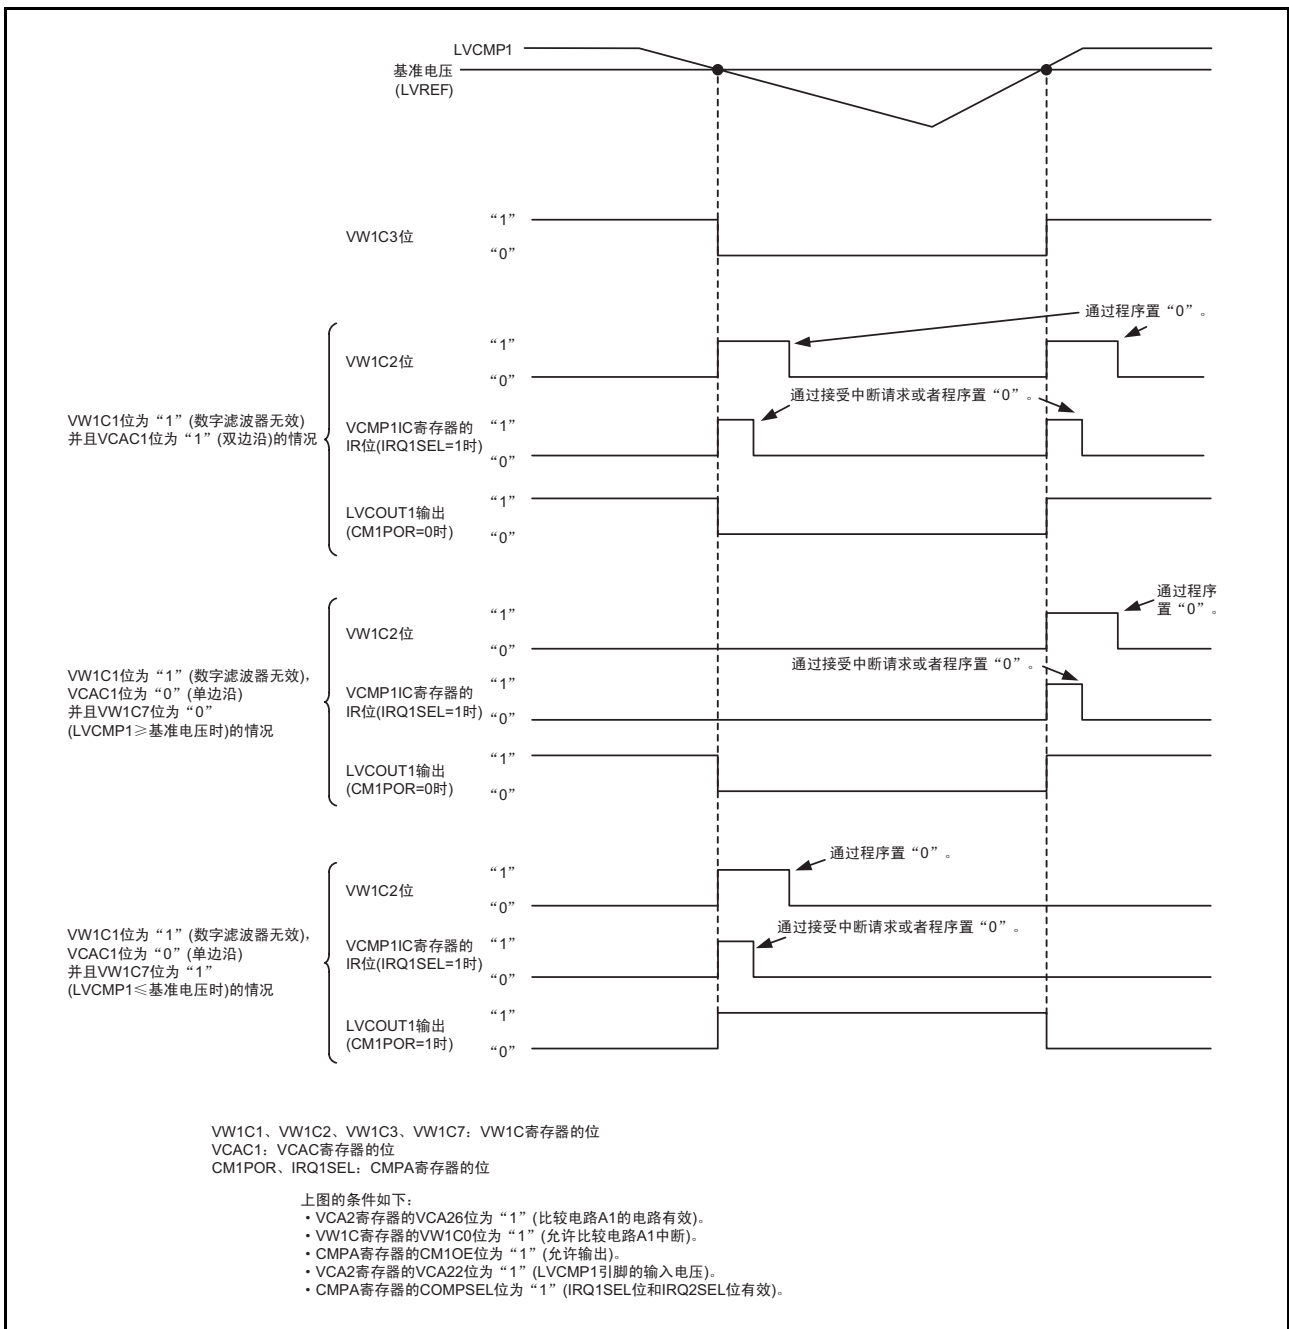 LVCMP1
基准电压
(LVREF)
“1”
VW1C3位
“0”
通过程序置“0”。
“1”
VW1C2位
“0”
通过接受中断请求或者程序置“0”。
VW1C1位为“1”(数字滤波器无效)
并且VCAC1位为“1”(双边沿)的情况
VCMP1IC寄存器的
IR位(IRQ1SEL=1时)
“1”
“0”
LVCOUT1输出
(CM1POR=0时)
“1”
“0”
通过程序
置“0”。
“1”
VW1C2位
“0”
通过接受中断请求或者程序置“0”。
VW1C1位为“1”(数字滤波器无效),
VCAC1位为“0”(单边沿)
并且VW1C7位为“0”
(LVCMP1≥基准电压时)的情况
VCMP1IC寄存器的
IR位(IRQ1SEL=1时)
“1”
“0”
LVCOUT1输出
(CM1POR=0时)
“1”
“0”
通过程序置“0”。
“1”
VW1C2位
“0”
通过接受中断请求或者程序置“0”。
VW1C1位为“1”(数字滤波器无效),
VCAC1位为“0”(单边沿)
并且VW1C7位为“1”
(LVCMP1≤基准电压时)的情况
VCMP1IC寄存器的
IR位(IRQ1SEL=1时)
“1”
“0”
LVCOUT1输出
(CM1POR=1时)
“1”
“0”
VW1C1、VW1C2、VW1C3、VW1C7：VW1C寄存器的位
VCAC1：VCAC寄存器的位
CM1POR、IRQ1SEL：CMPA寄存器的位
上图的条件如下：
・VCA2寄存器的VCA26位为“1”(比较电路A1的电路有效)。
・VW1C寄存器的VW1C0位为“1”(允许比较电路A1中断)。
・CMPA寄存器的CM1OE位为“1”(允许输出)。
・VCA2寄存器的VCA22位为“1”(LVCMP1引脚的输入电压)。
・CMPA寄存器的COMPSEL位为“1”(IRQ1SEL位和IRQ2SEL位有效)。